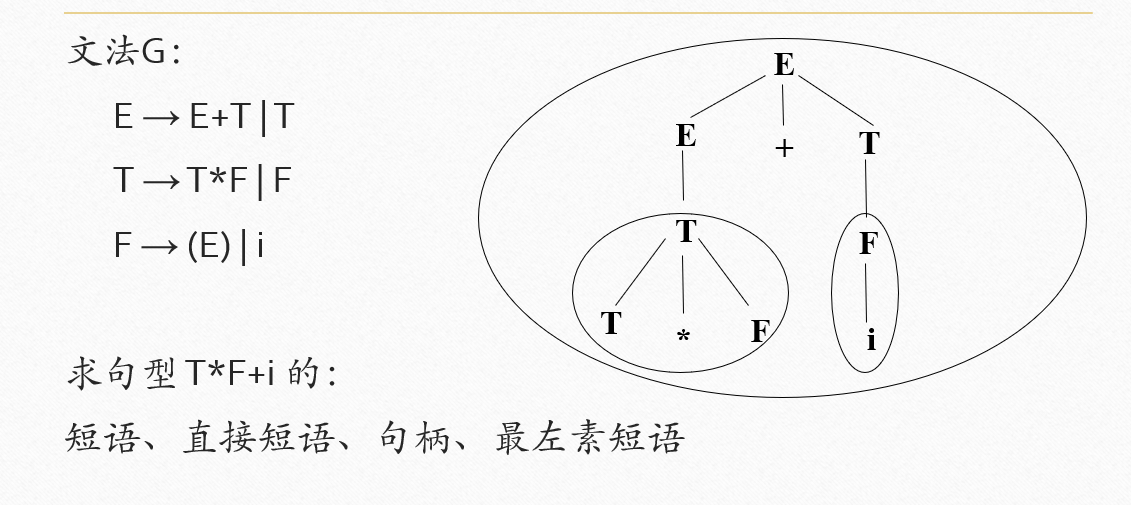 文法G：
E → E+T | T
T → T*F | F
F → (E) | i
求句型 T*F+i 的：
短语、直接短语、句柄、最左素短语
E
E + T
T F
T * F i